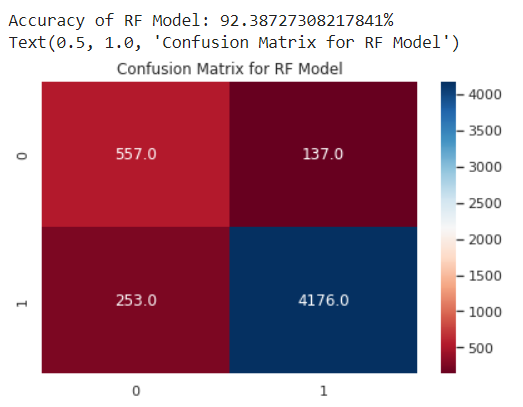 Accuracy of RF Model: 92.38727308217841%
Text(0.5, 1.0, 'Confusion Matrix for RF Model')
Confusion Matrix for RF Model
0 557.0 137.0
1 253.0 4176.0
0 1
4000
3500
3000
2500
2000
1500
1000
500